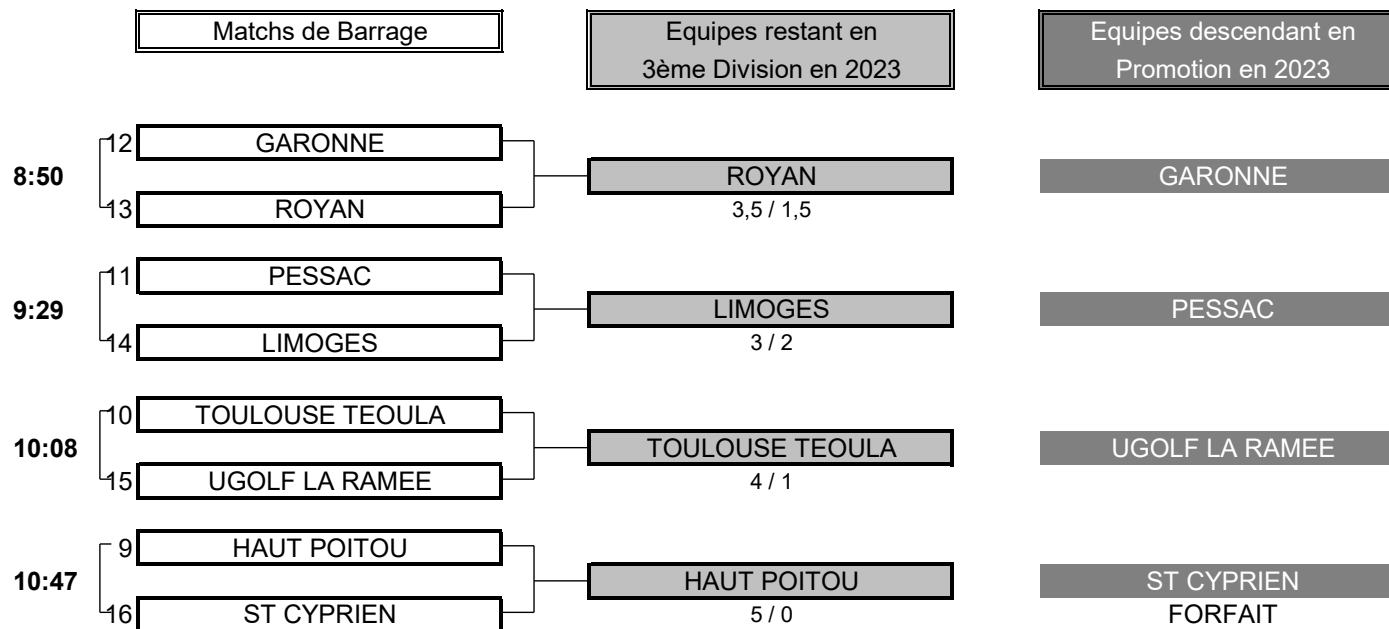 Matchs de Barrage
Equipes restant en
3ème Division en 2023
Equipes descendant en
Promotion en 2023
12 GARONNE
8:50 ROYAN GARONNE
13 ROYAN 3,5 / 1,5
11 PESSAC
9:29 LIMOGES PESSAC
14 LIMOGES 3 / 2
10 TOULOUSE TEOULA
10:08 TOULOUSE TEOULA UGOLF LA RAMEE
15 UGOLF LA RAMEE 4 / 1
9 HAUT POITOU
10:47 HAUT POITOU ST CYPRIEN
16 ST CYPRIEN 5 / 0 FORFAIT